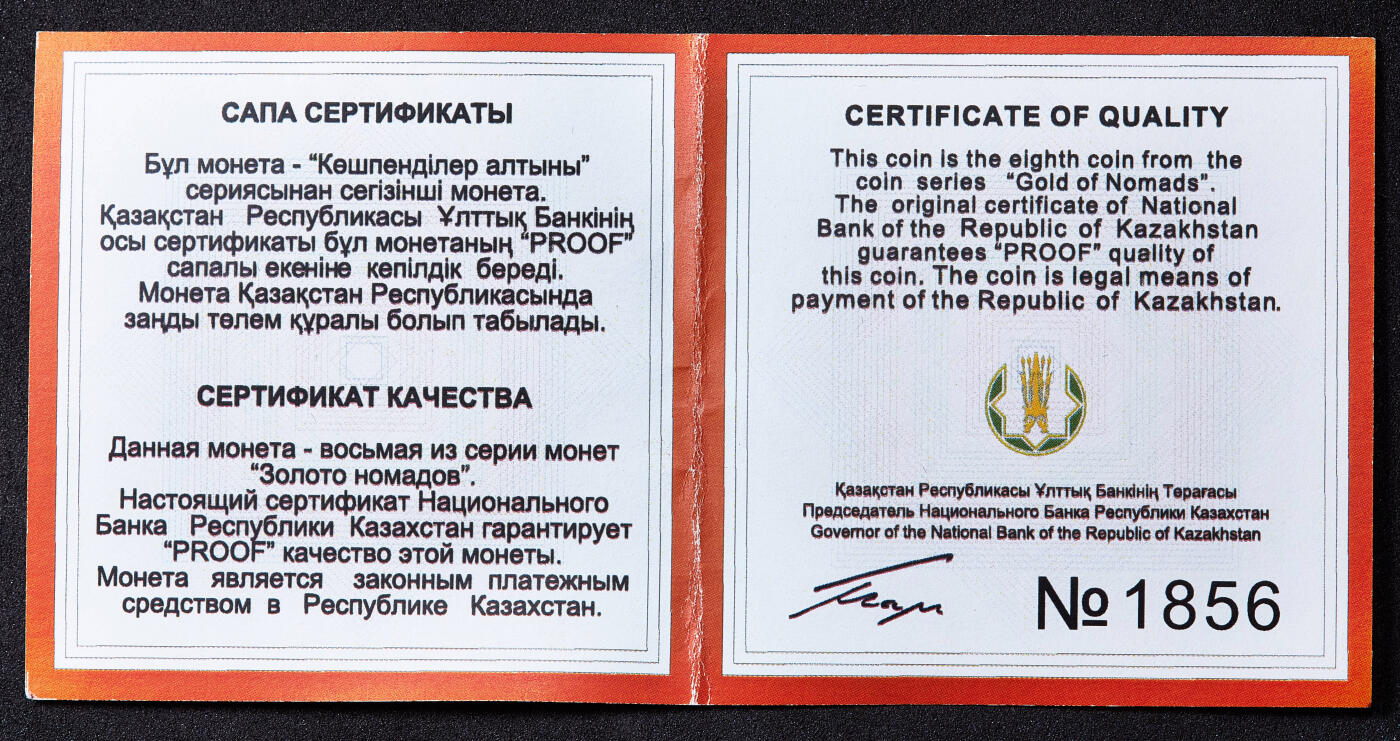 САПА СЕРТИФИКАТЫ
Бұл монета - “Көшпенділер алтыны”
сериясынан сегізінші монета.
Қазақстан Республикасы Ұлттық Банкінің
осы сертификаты бұл монетаның “PROOF”
сапалы екеніне кепілдік береді.
Монета Қазақстан Республикасында
заңды төлем құралы болып табылады.
СЕРТИФИКАТ КАЧЕСТВА
Данная монета - восьмая из серии монет
“Золото номадов”.
Настоящий сертификат Национального
Банка Республики Казахстан гарантирует
“PROOF” качество этой монеты.
Монета является законным платежным
средством в Республике Казахстан.
CERTIFICATE OF QUALITY
This coin is the eighth coin from the
coin series “Gold of Nomads”.
The original certificate of National
Bank of the Republic of Kazakhstan
guarantees “PROOF” quality of
this coin. The coin is legal means of
payment of the Republic of Kazakhstan.
Қазақстан Республикасы Ұлттық Банкінің Төрағасы
Председатель Национального Банка Республики Казахстан
Governor of the National Bank of the Republic of Kazakhstan
№1856